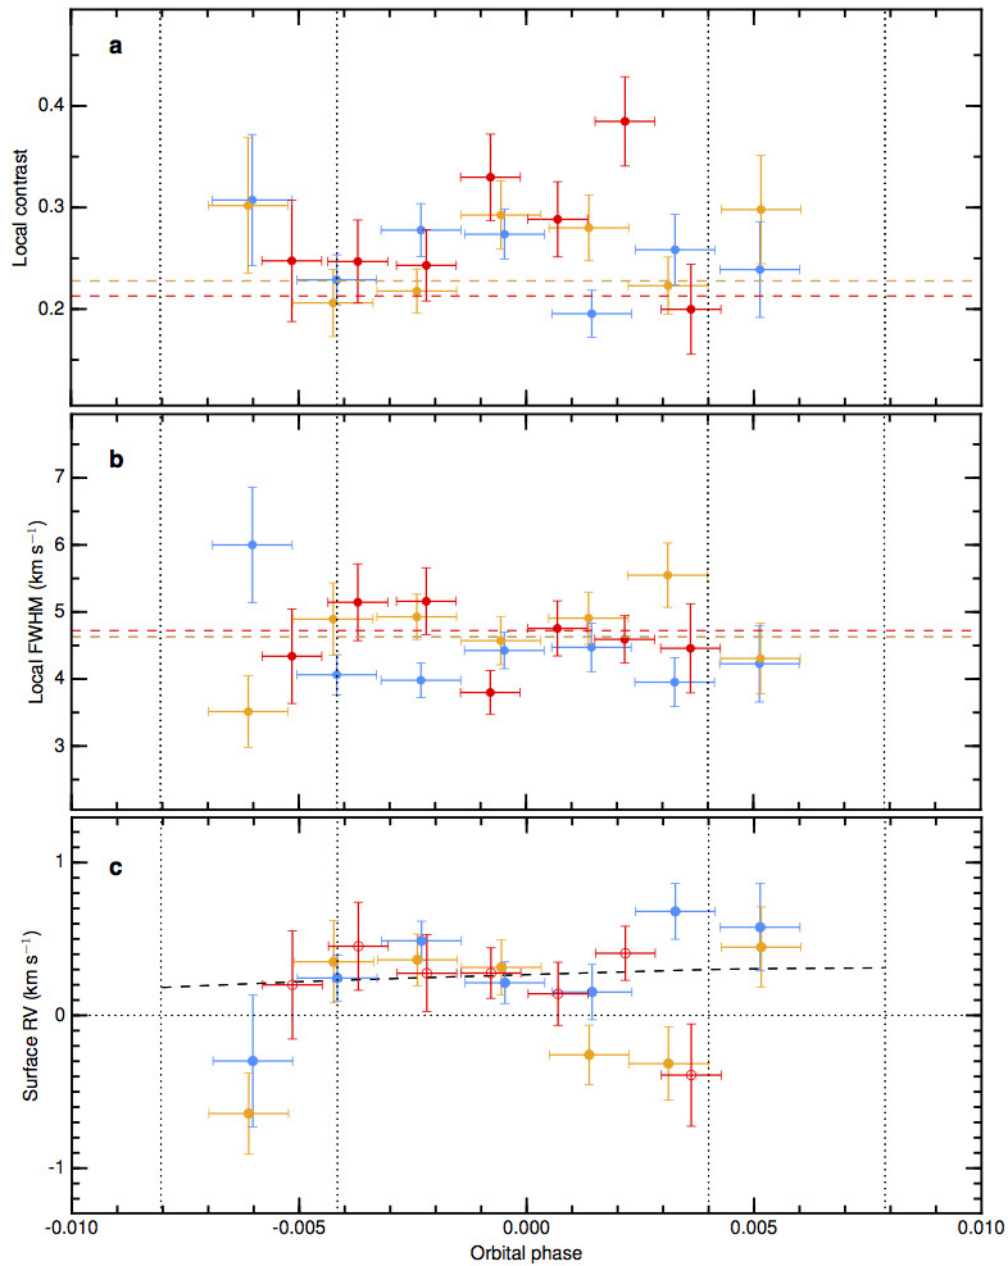 a
0.4
0.3
0.2
Local contrast
b
7
6
5
4
3
Local FWHM (km s⁻¹)
c
1
0
-1
Surface RV (km s⁻¹)
-0.010 -0.005 0.000 0.005 0.010
Orbital phase